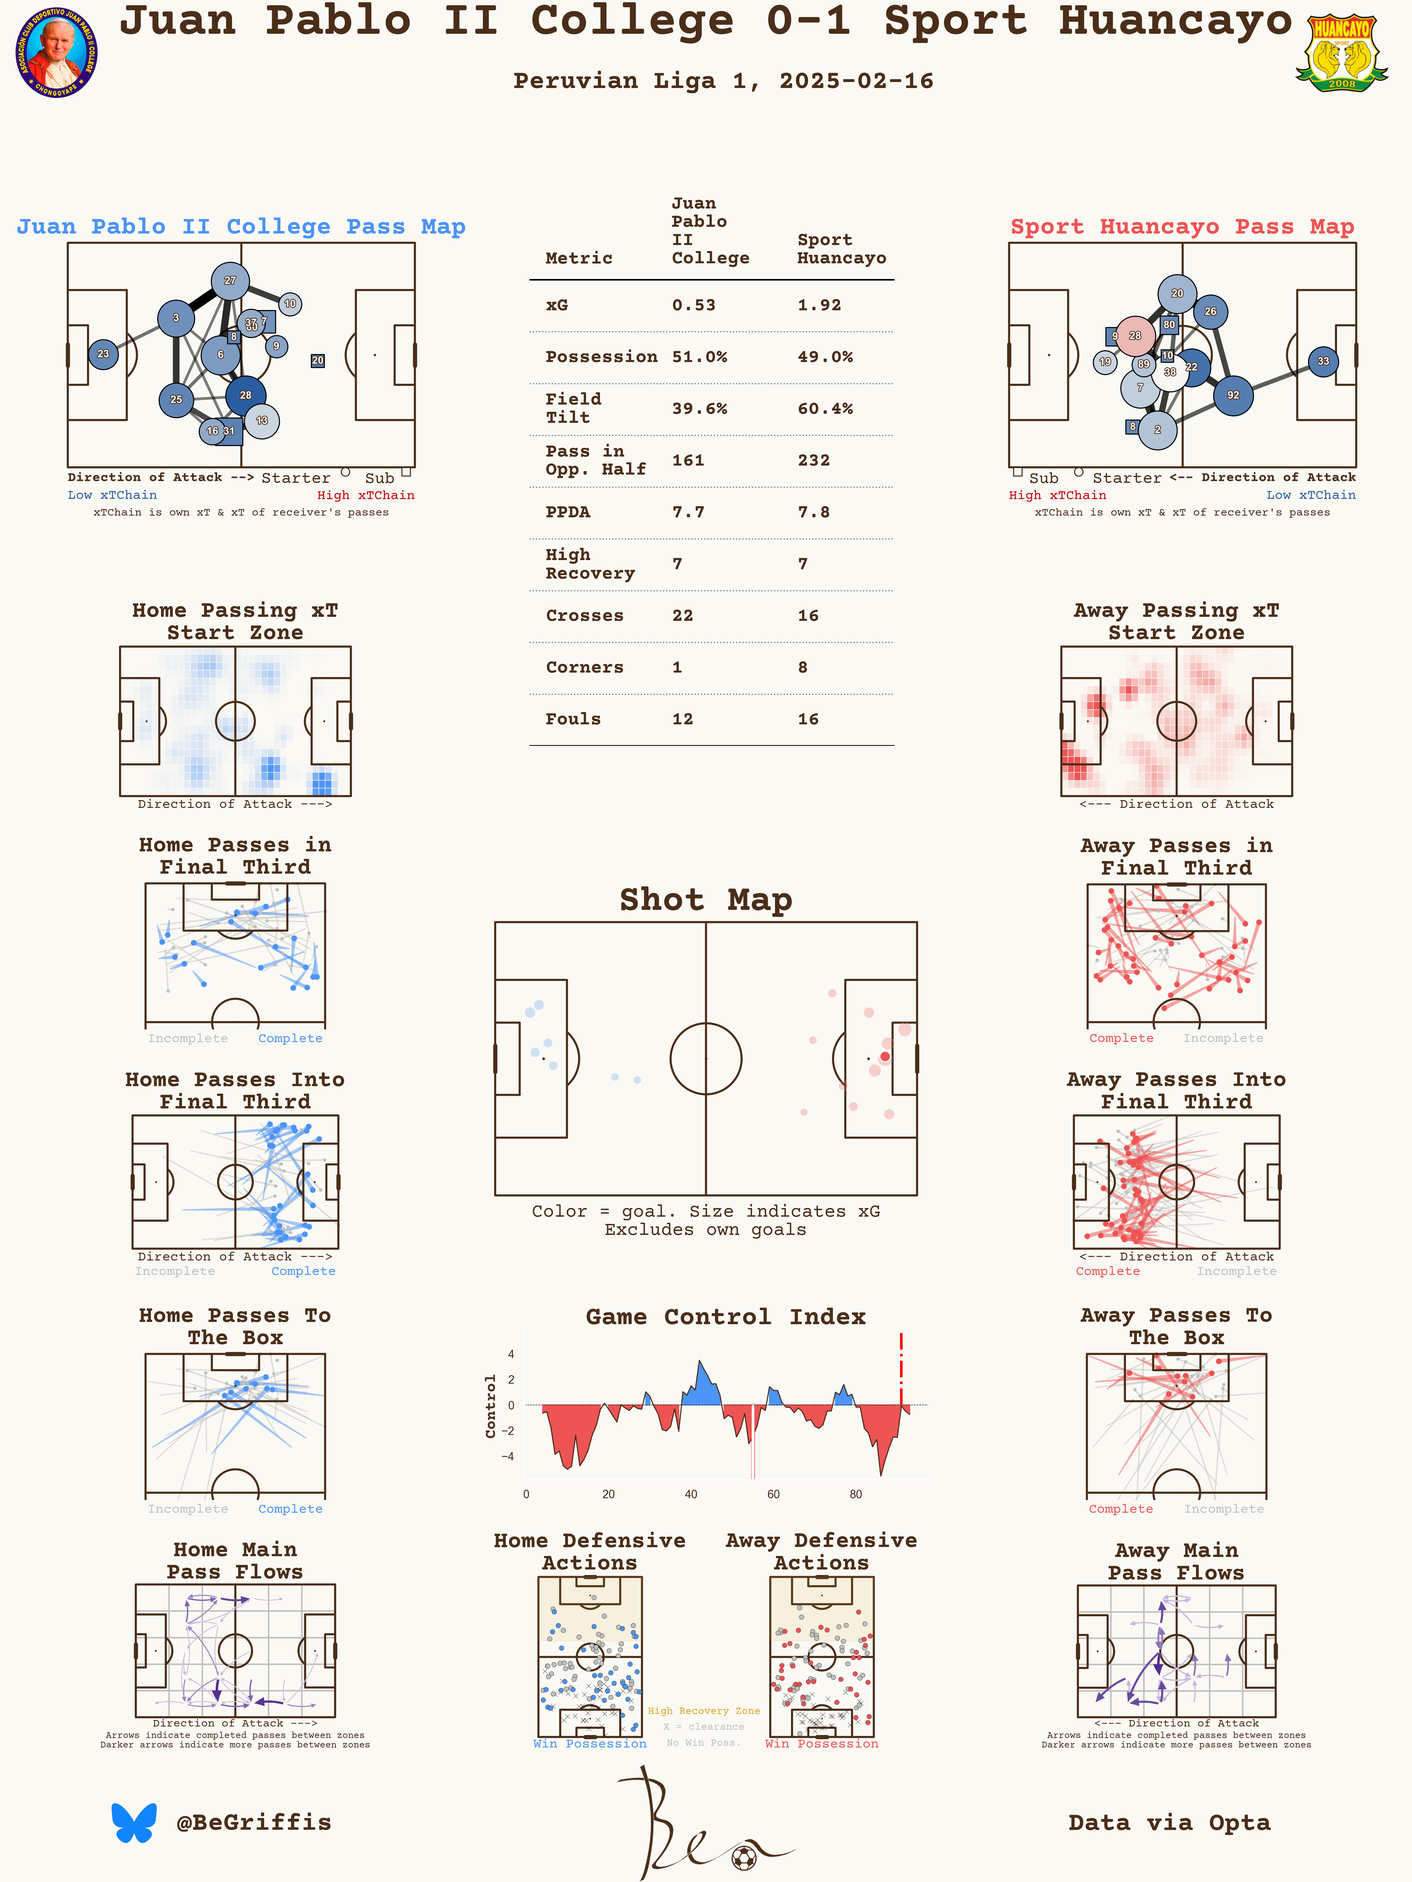 Juan Pablo II College 0-1 Sport Huancayo
Peruvian Liga 1, 2025-02-16
ASOCIACIÓN CLUB DEPORTIVO JUAN PABLO II COLLEGE
CHONGOYAPE
HUANCAYO
SPORT
2008
Juan Pablo II College Pass Map
27
10
3
37
7
8
9
23
6
20
25
28
13
16
31
Direction of Attack -->
Starter
Sub
Low xTChain
High xTChain
xTChain is own xT & xT of receiver's passes
Metric
Juan
Pablo
II
College
Sport
Huancayo
xG 0.53 1.92
Possession 51.0% 49.0%
Field
Tilt
39.6% 60.4%
Pass in
Opp. Half
161 232
PPDA 7.7 7.8
High
Recovery
7 7
Crosses 22 16
Corners 1 8
Fouls 12 16
Sport Huancayo Pass Map
20
26
80
9
28
10
19
89
38
22
33
7
92
8
2
Sub
Starter
<-- Direction of Attack
High xTChain
Low xTChain
xTChain is own xT & xT of receiver's passes
Home Passing xT
Start Zone
Direction of Attack --->
Away Passing xT
Start Zone
<--- Direction of Attack
Home Passes in
Final Third
Incomplete
Complete
Away Passes in
Final Third
Complete
Incomplete
Shot Map
Color = goal. Size indicates xG
Excludes own goals
Home Passes Into
Final Third
Direction of Attack --->
Incomplete
Complete
Away Passes Into
Final Third
<--- Direction of Attack
Complete
Incomplete
Home Passes To
The Box
Incomplete
Complete
Game Control Index
Control
4
2
0
−2
−4
0 20 40 60 80
Away Passes To
The Box
Complete
Incomplete
Home Main
Pass Flows
Direction of Attack --->
Arrows indicate completed passes between zones
Darker arrows indicate more passes between zones
Home Defensive
Actions
Win Possession
Away Defensive
Actions
Win Possession
High Recovery Zone
X = clearance
No Win Poss.
Away Main
Pass Flows
<--- Direction of Attack
Arrows indicate completed passes between zones
Darker arrows indicate more passes between zones
@BeGriffis
Ben
Data via Opta